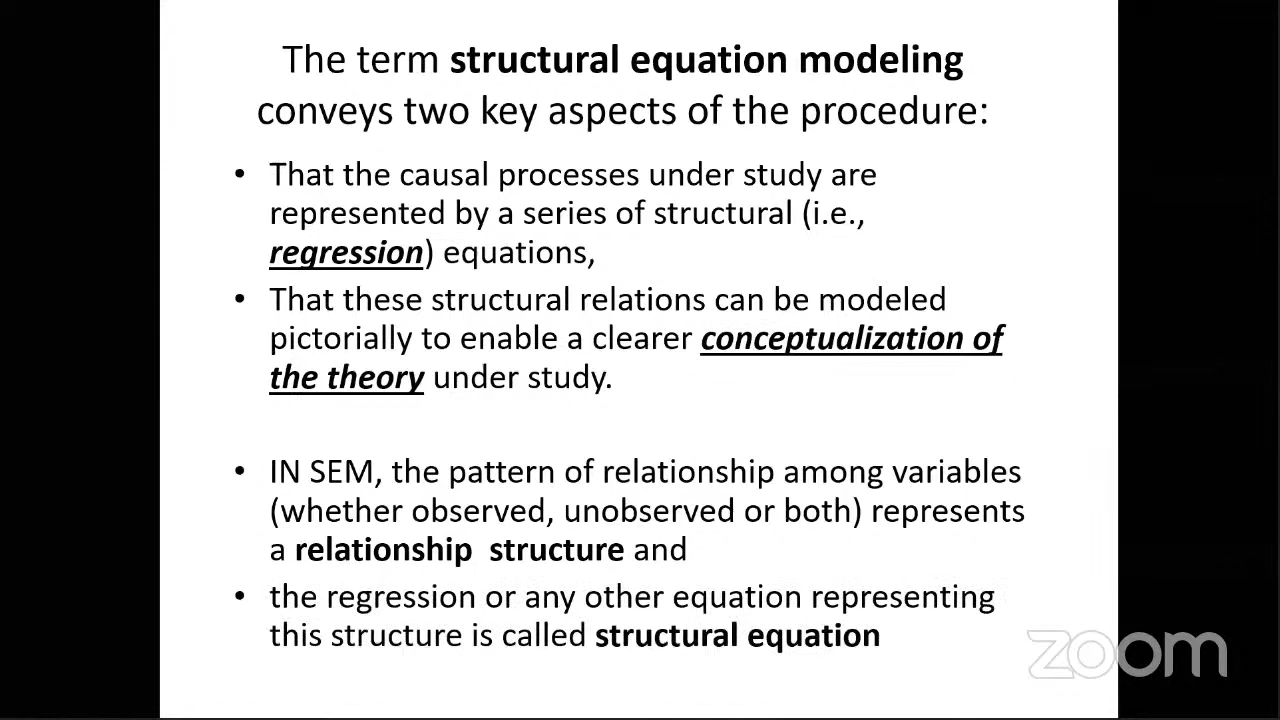 The term structural equation modeling
conveys two key aspects of the procedure:
• That the causal processes under study are
represented by a series of structural (i.e.,
regression) equations,
• That these structural relations can be modeled
pictorially to enable a clearer conceptualization of
the theory under study.
• IN SEM, the pattern of relationship among variables
(whether observed, unobserved or both) represents
a relationship structure and
• the regression or any other equation representing
this structure is called structural equation
zoom